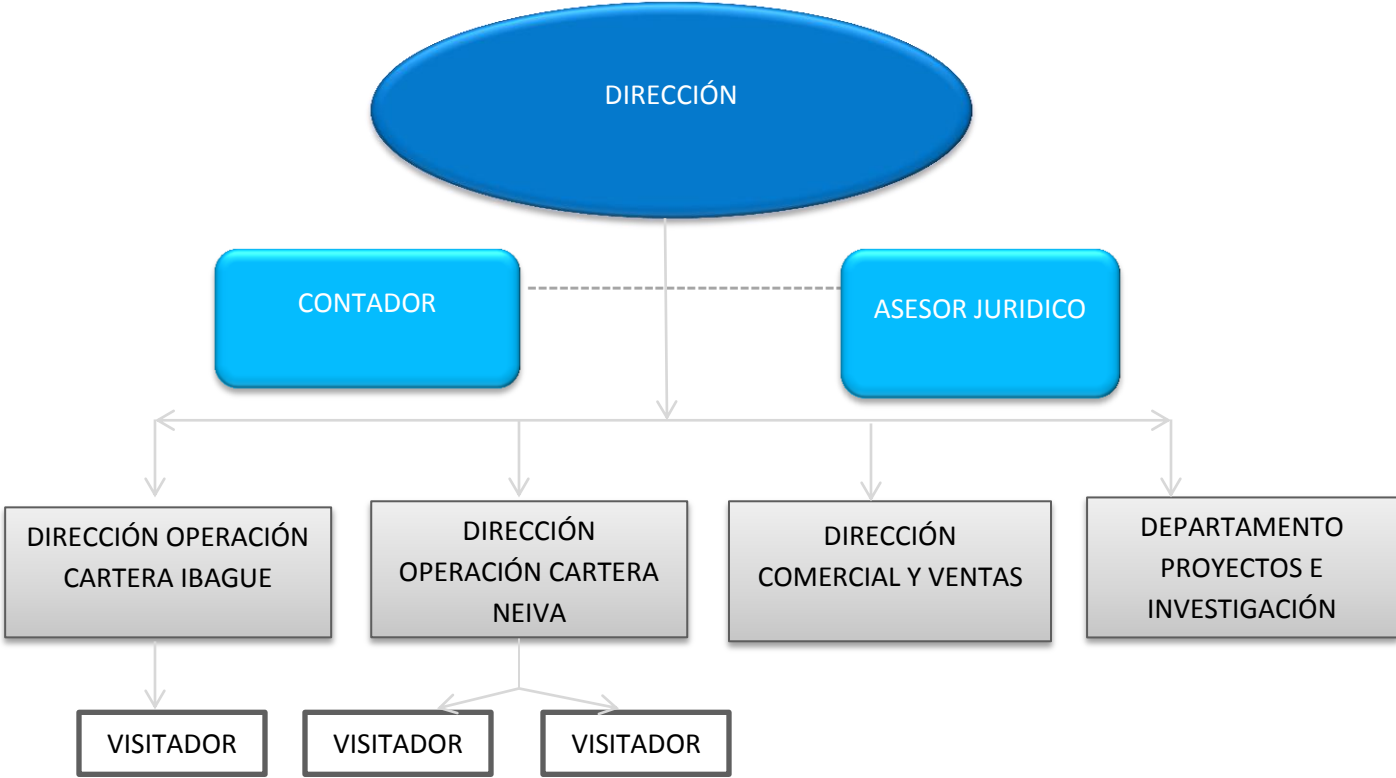 DIRECCIÓN
CONTADOR
ASESOR JURIDICO
DIRECCIÓN OPERACIÓN
CARTERA IBAGUE
DIRECCIÓN
OPERACIÓN CARTERA
NEIVA
DIRECCIÓN
COMERCIAL Y VENTAS
DEPARTAMENTO
PROYECTOS E
INVESTIGACIÓN
VISITADOR
VISITADOR
VISITADOR